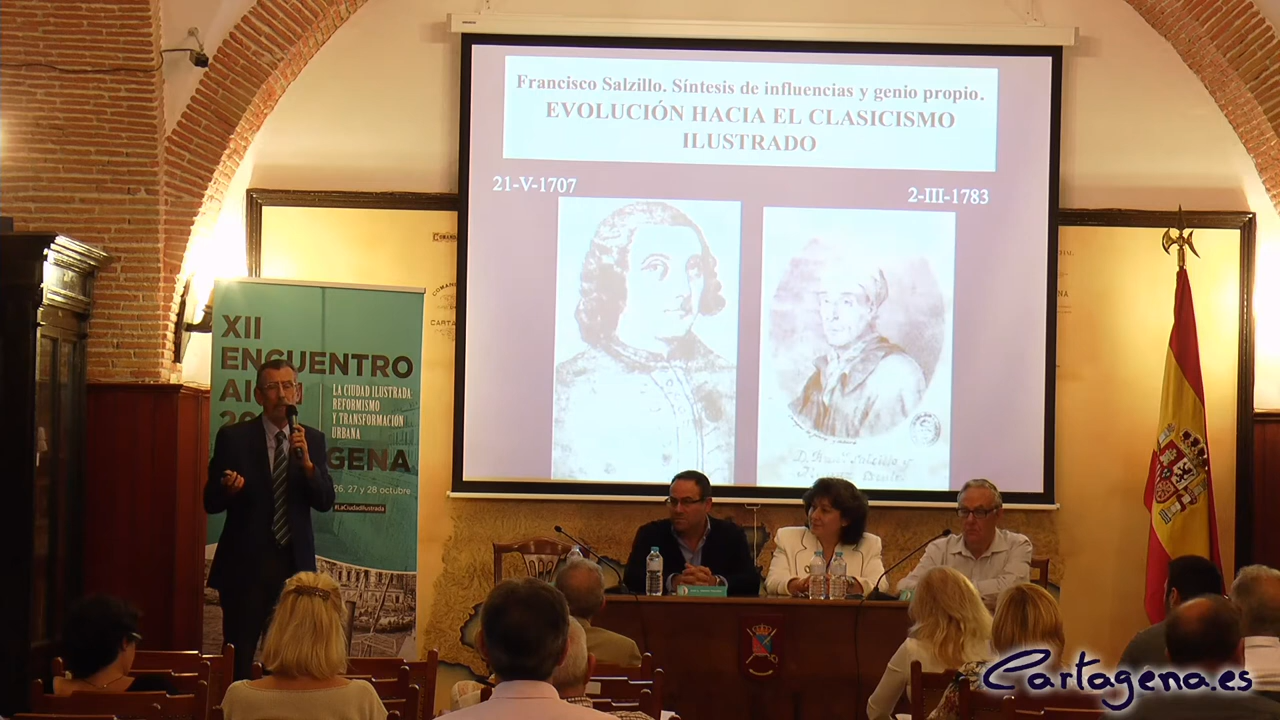 Francisco Salzillo. Síntesis de influencias y genio propio.
EVOLUCIÓN HACIA EL CLASICISMO
ILUSTRADO
21-V-1707
2-III-1783
XII
ENCUENTRO
LA CIUDAD ILUSTRADA:
REFORMISMO
Y TRANSFORMACIÓN
URBANA
GENA
26, 27 y 28 octubre
#LaCiudadIlustrada
Cartagena.es